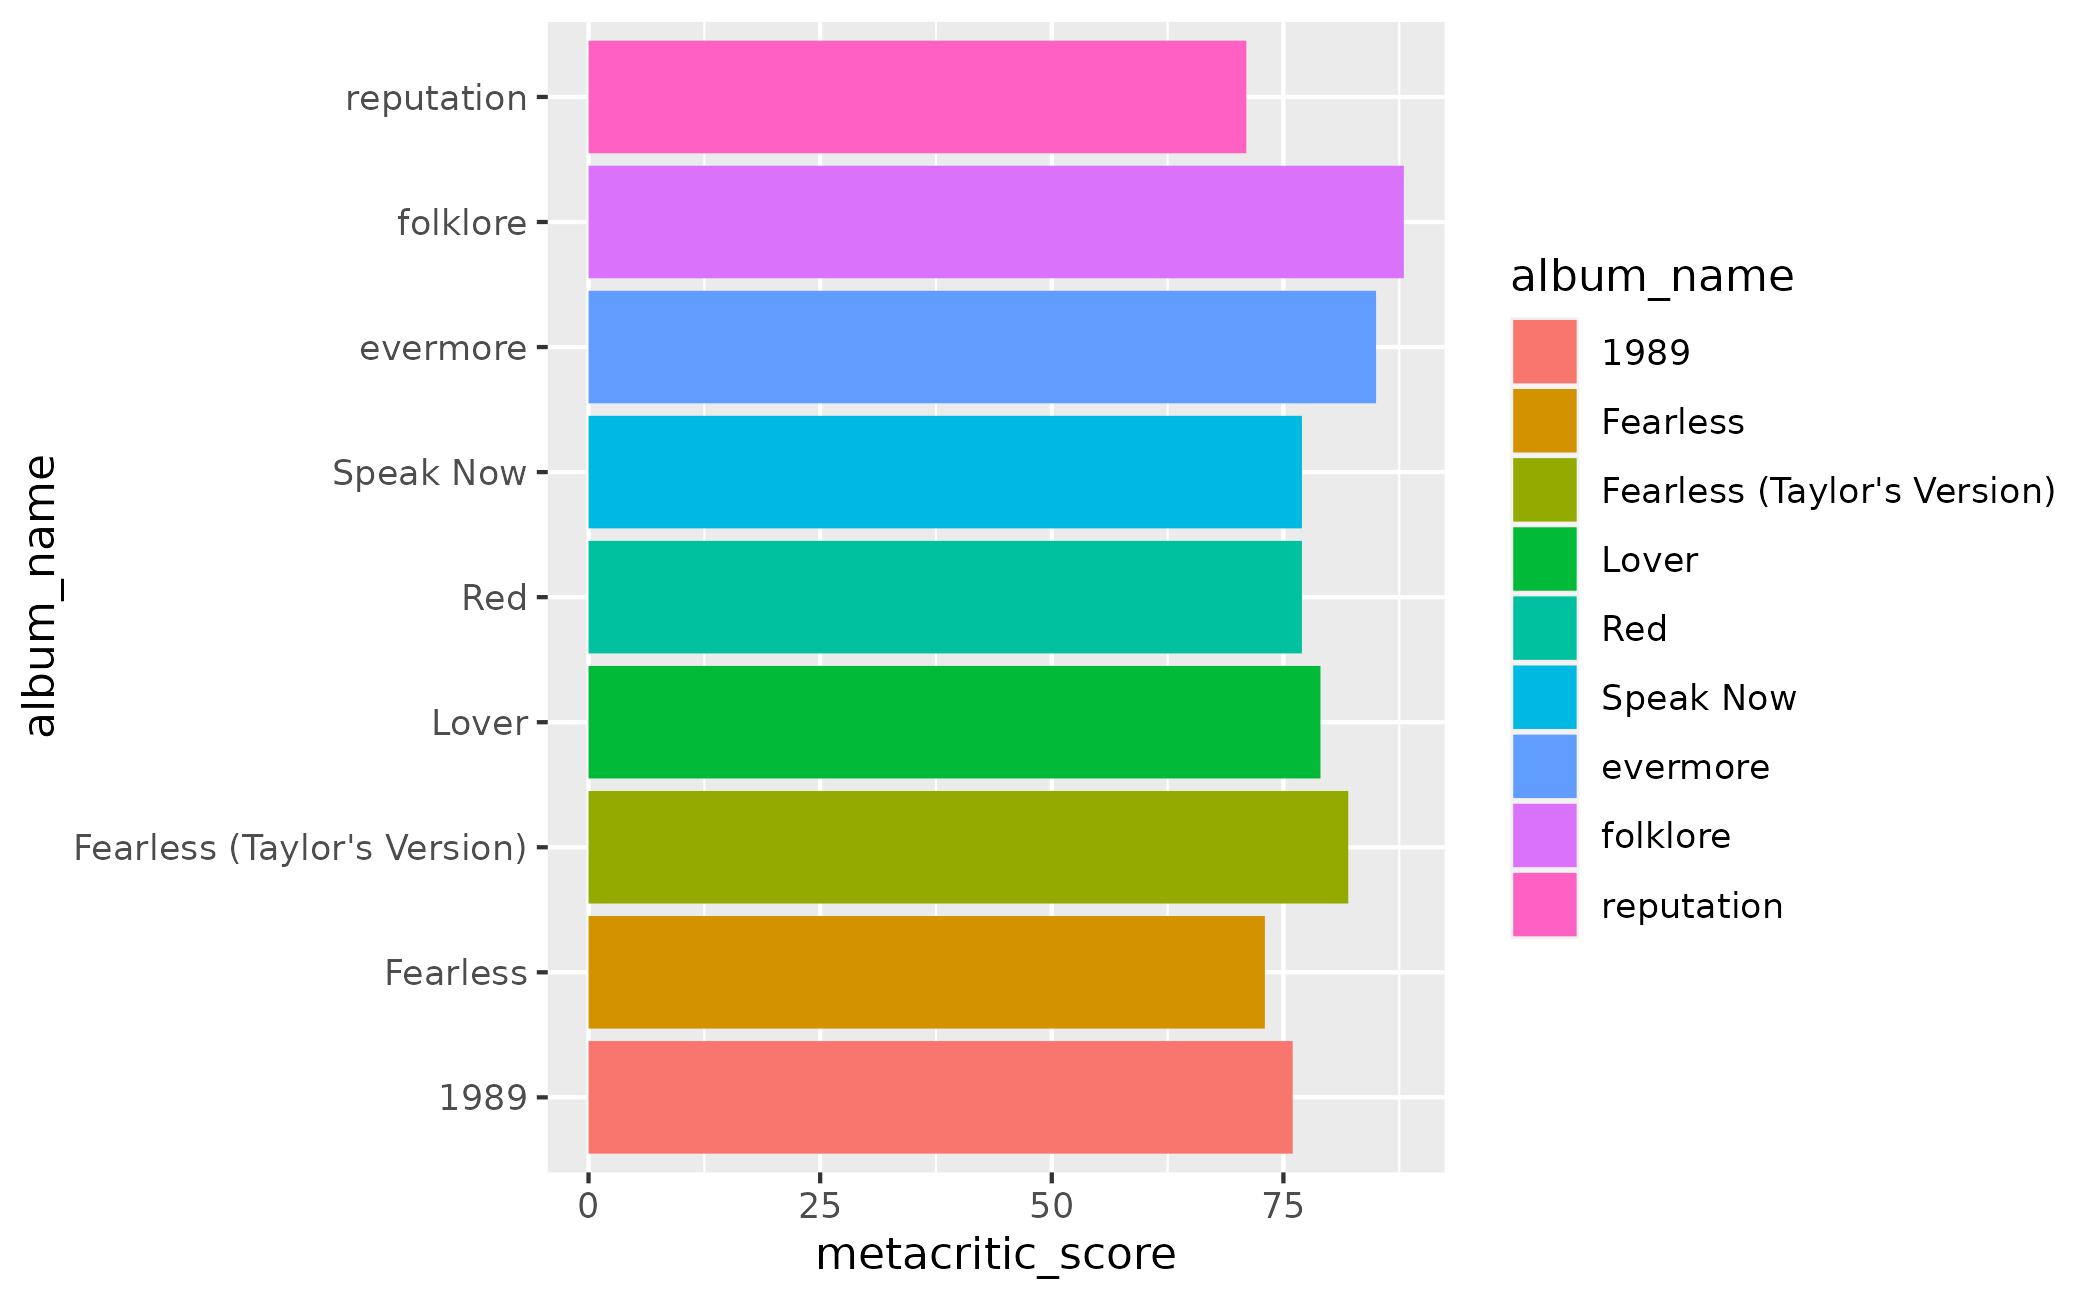 album_name
reputation
folklore
evermore
Speak Now
Red
Lover
Fearless (Taylor's Version)
Fearless
1989
0 25 50 75
metacritic_score
album_name
1989
Fearless
Fearless (Taylor's Version)
Lover
Red
Speak Now
evermore
folklore
reputation